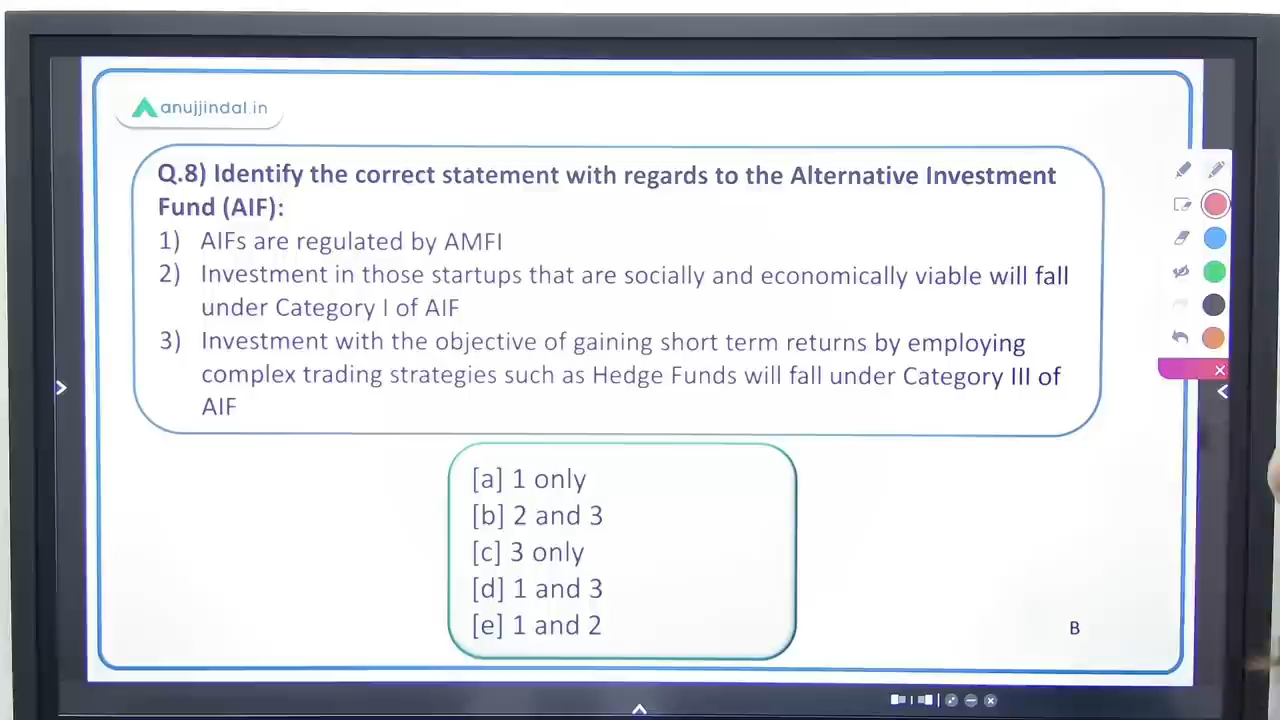 anujjindal.in
Q.8) Identify the correct statement with regards to the Alternative Investment
Fund (AIF):
1) AIFs are regulated by AMFI
2) Investment in those startups that are socially and economically viable will fall
under Category I of AIF
3) Investment with the objective of gaining short term returns by employing
complex trading strategies such as Hedge Funds will fall under Category III of
AIF
[a] 1 only
[b] 2 and 3
[c] 3 only
[d] 1 and 3
[e] 1 and 2
B